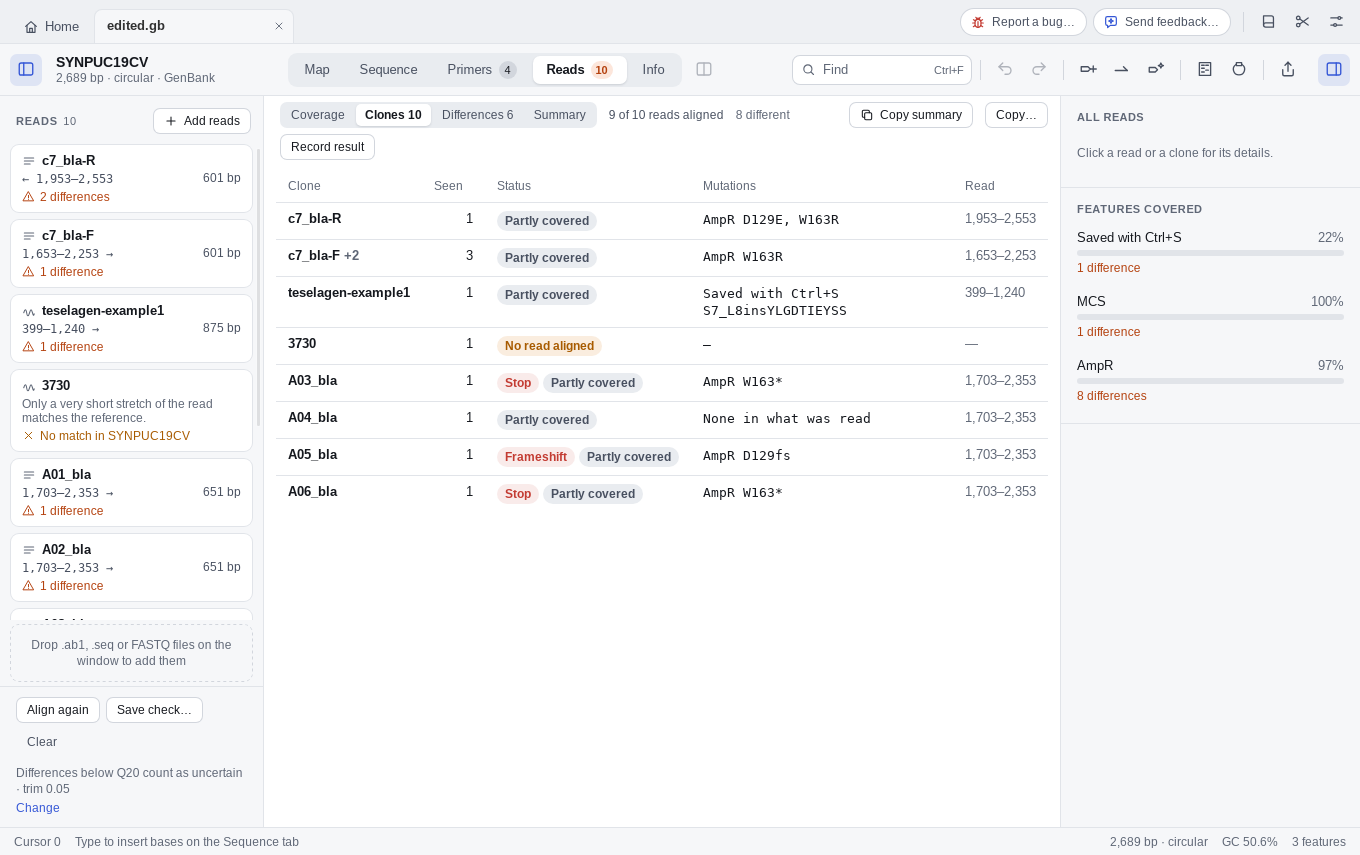 Home
edited.gb
Report a bug…
Send feedback…
SYNPUC19CV
2,689 bp · circular · GenBank
Map
Sequence
Primers 4
Reads 10
Info
Find
Ctrl+F
READS 10
Add reads
c7_bla-R
← 1,953–2,553
601 bp
2 differences
c7_bla-F
1,653–2,253 →
601 bp
1 difference
teselagen-example1
399–1,240 →
875 bp
1 difference
3730
Only a very short stretch of the read
matches the reference.
No match in SYNPUC19CV
A01_bla
1,703–2,353 →
651 bp
1 difference
A02_bla
1,703–2,353 →
651 bp
1 difference
Drop .ab1, .seq or FASTQ files on the
window to add them
Align again
Save check…
Clear
Differences below Q20 count as uncertain
· trim 0.05
Change
Coverage
Clones 10
Differences 6
Summary
9 of 10 reads aligned
8 different
Copy summary
Copy…
Record result
Clone Seen Status Mutations Read
c7_bla-R 1 Partly covered AmpR D129E, W163R 1,953–2,553
c7_bla-F +2 3 Partly covered AmpR W163R 1,653–2,253
teselagen-example1 1 Partly covered Saved with Ctrl+S 399–1,240
S7_L8insYLGDTIEYSS
3730 1 No read aligned – —
A03_bla 1 Stop Partly covered AmpR W163* 1,703–2,353
A04_bla 1 Partly covered None in what was read 1,703–2,353
A05_bla 1 Frameshift Partly covered AmpR D129fs 1,703–2,353
A06_bla 1 Stop Partly covered AmpR W163* 1,703–2,353
ALL READS
Click a read or a clone for its details.
FEATURES COVERED
Saved with Ctrl+S 22%
1 difference
MCS 100%
1 difference
AmpR 97%
8 differences
Cursor 0
Type to insert bases on the Sequence tab
2,689 bp · circular
GC 50.6%
3 features